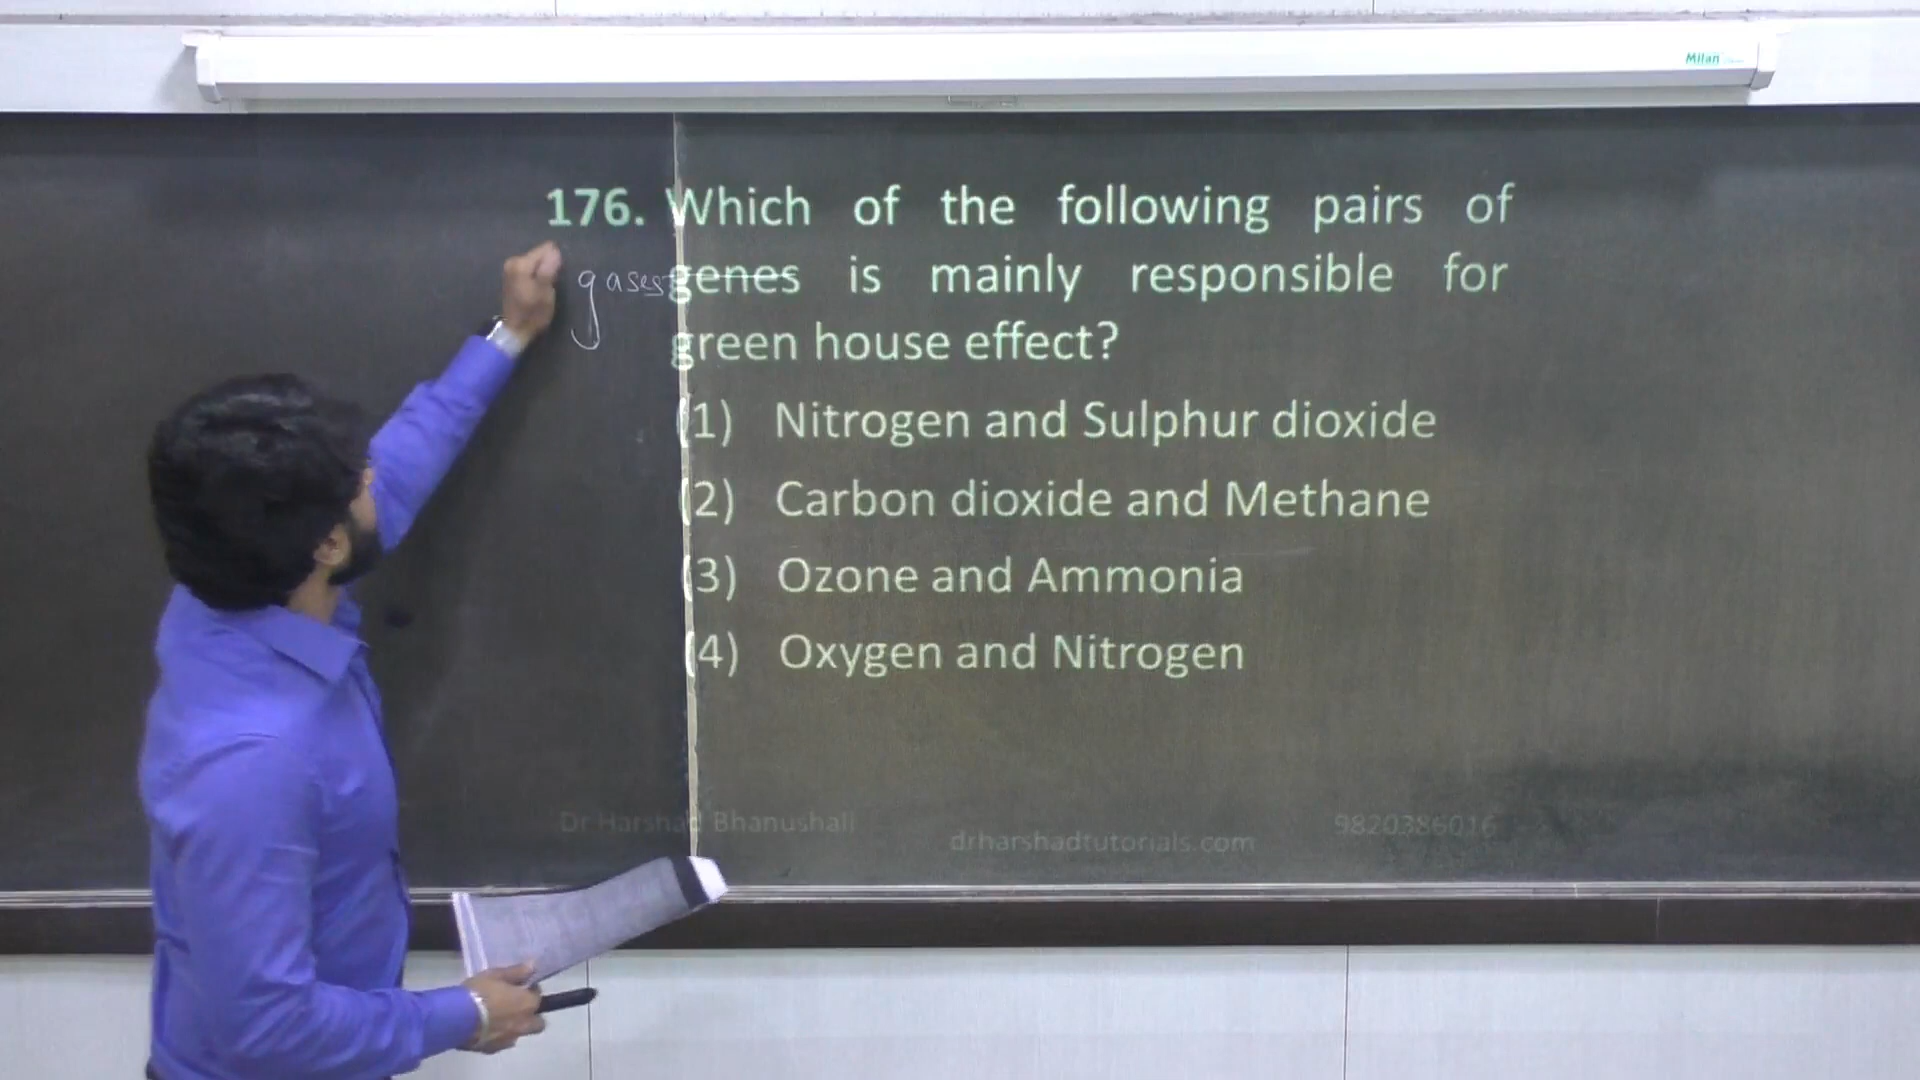 Milan
176. Which of the following pairs of
gases genes is mainly responsible for
green house effect?
(1) Nitrogen and Sulphur dioxide
(2) Carbon dioxide and Methane
(3) Ozone and Ammonia
(4) Oxygen and Nitrogen
Dr Harshad Bhanushali
9820386016
drharshadtutorials.com